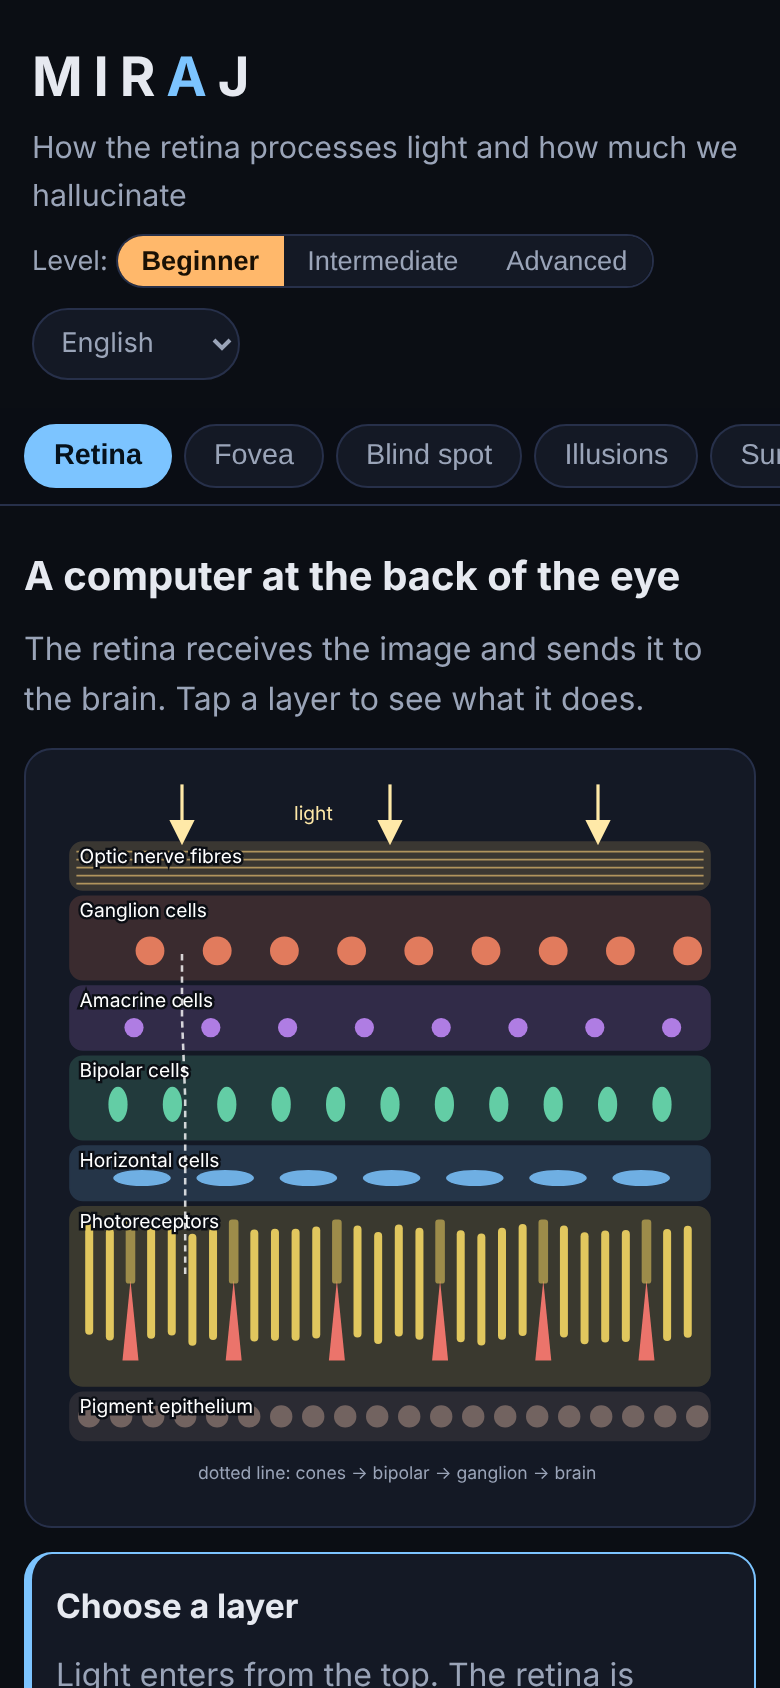 MIRAJ
How the retina processes light and how much we
hallucinate
Level: Beginner Intermediate Advanced
English
Retina Fovea Blind spot Illusions
A computer at the back of the eye
The retina receives the image and sends it to
the brain. Tap a layer to see what it does.
light
Optic nerve fibres
Ganglion cells
Amacrine cells
Bipolar cells
Horizontal cells
Photoreceptors
Pigment epithelium
dotted line: cones → bipolar → ganglion → brain
Choose a layer
Light enters from the top. The retina is